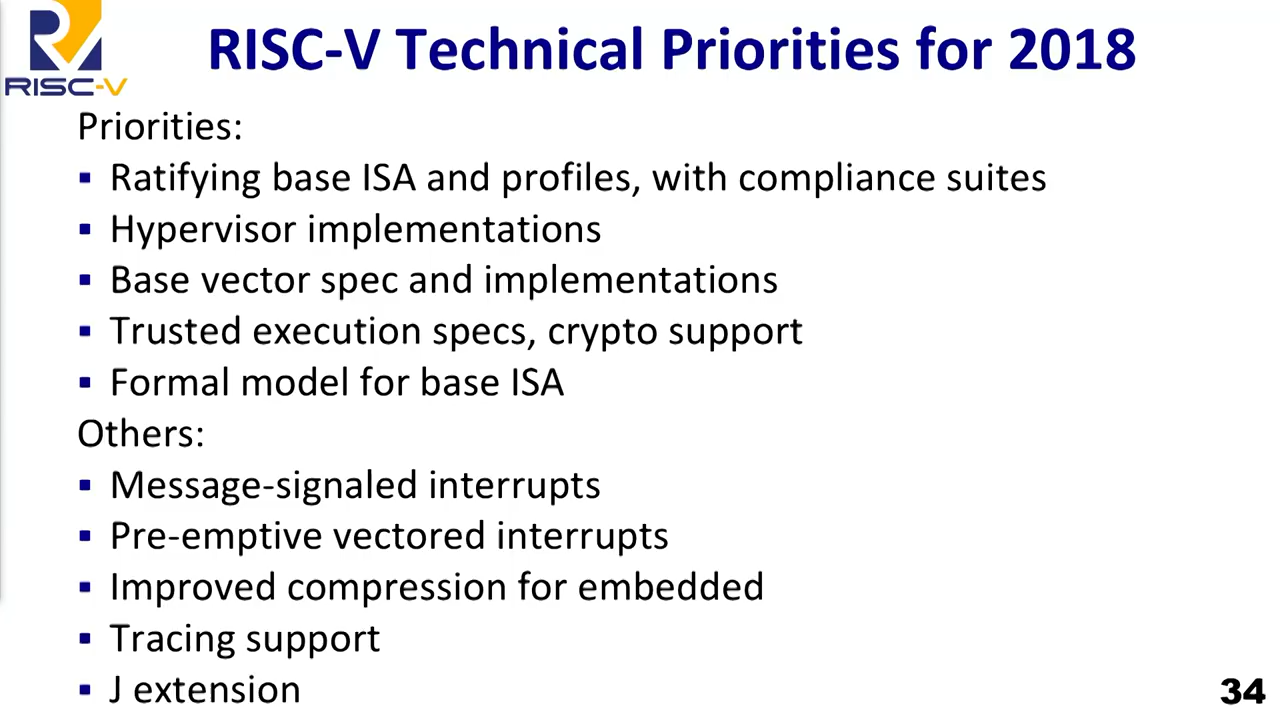 RISC-V
RISC-V Technical Priorities for 2018
Priorities:
▪ Ratifying base ISA and profiles, with compliance suites
▪ Hypervisor implementations
▪ Base vector spec and implementations
▪ Trusted execution specs, crypto support
▪ Formal model for base ISA
Others:
▪ Message-signaled interrupts
▪ Pre-emptive vectored interrupts
▪ Improved compression for embedded
▪ Tracing support
▪ J extension
34